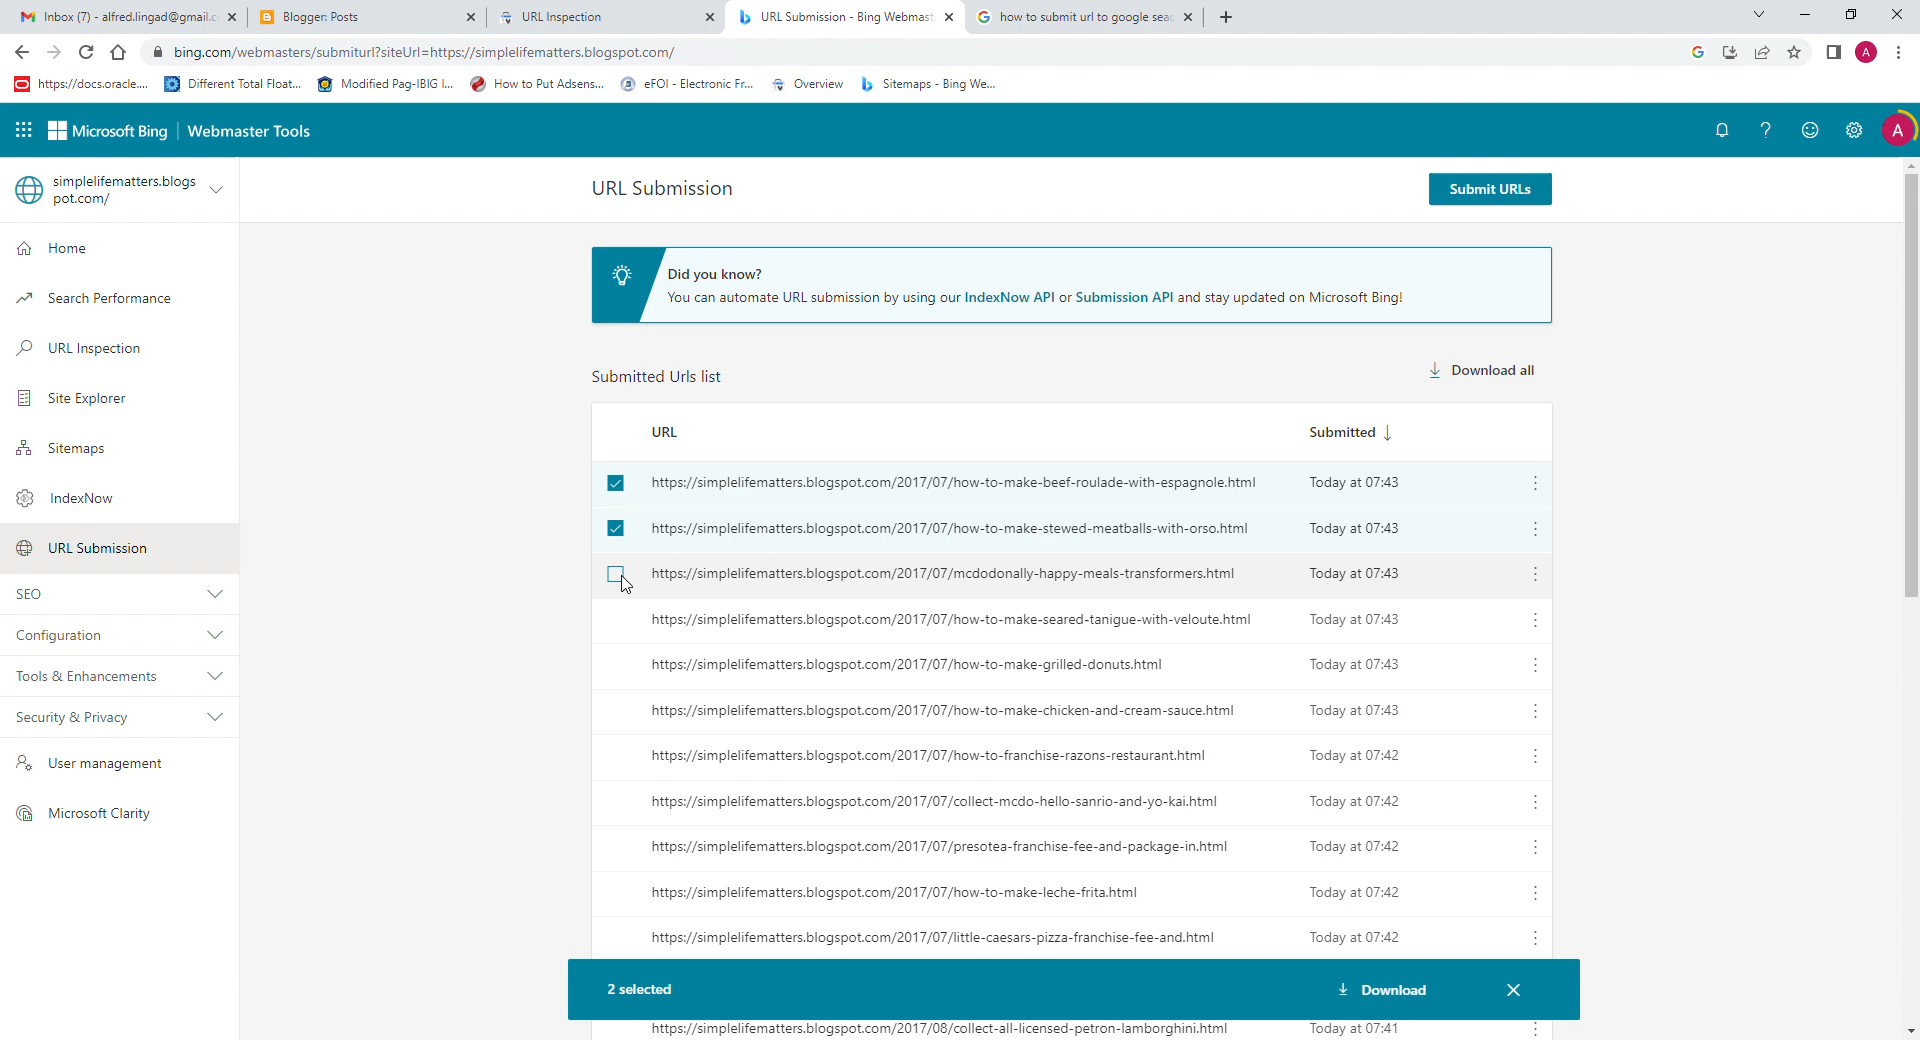 Inbox (7) - alfred.lingad@gmail.c
Blogger: Posts
URL Inspection
URL Submission - Bing Webmast
how to submit url to google seac
bing.com/webmasters/submiturl?siteUrl=https://simplelifematters.blogspot.com/
A
https://docs.oracle....
Different Total Float...
Modified Pag-IBIG l...
How to Put Adsens...
eFOI - Electronic Fr...
Overview
Sitemaps - Bing We...
Microsoft Bing
Webmaster Tools
A
simplelifematters.blogs
pot.com/
URL Submission
Submit URLs
Home
Search Performance
URL Inspection
Site Explorer
Sitemaps
IndexNow
URL Submission
SEO
Configuration
Tools & Enhancements
Security & Privacy
User management
Microsoft Clarity
Did you know?
You can automate URL submission by using our IndexNow API or Submission API and stay updated on Microsoft Bing!
Submitted Urls list
Download all
URL
Submitted
https://simplelifematters.blogspot.com/2017/07/how-to-make-beef-roulade-with-espagnole.html Today at 07:43
https://simplelifematters.blogspot.com/2017/07/how-to-make-stewed-meatballs-with-orso.html Today at 07:43
https://simplelifematters.blogspot.com/2017/07/mcdodonally-happy-meals-transformers.html Today at 07:43
https://simplelifematters.blogspot.com/2017/07/how-to-make-seared-tanigue-with-veloute.html Today at 07:43
https://simplelifematters.blogspot.com/2017/07/how-to-make-grilled-donuts.html Today at 07:43
https://simplelifematters.blogspot.com/2017/07/how-to-make-chicken-and-cream-sauce.html Today at 07:43
https://simplelifematters.blogspot.com/2017/07/how-to-franchise-razons-restaurant.html Today at 07:42
https://simplelifematters.blogspot.com/2017/07/collect-mcdo-hello-sanrio-and-yo-kai.html Today at 07:42
https://simplelifematters.blogspot.com/2017/07/presotea-franchise-fee-and-package-in.html Today at 07:42
https://simplelifematters.blogspot.com/2017/07/how-to-make-leche-frita.html Today at 07:42
https://simplelifematters.blogspot.com/2017/07/little-caesars-pizza-franchise-fee-and.html Today at 07:42
2 selected
Download
https://simplelifematters.blogspot.com/2017/08/collect-all-licensed-petron-lamborghini.html Today at 07:41